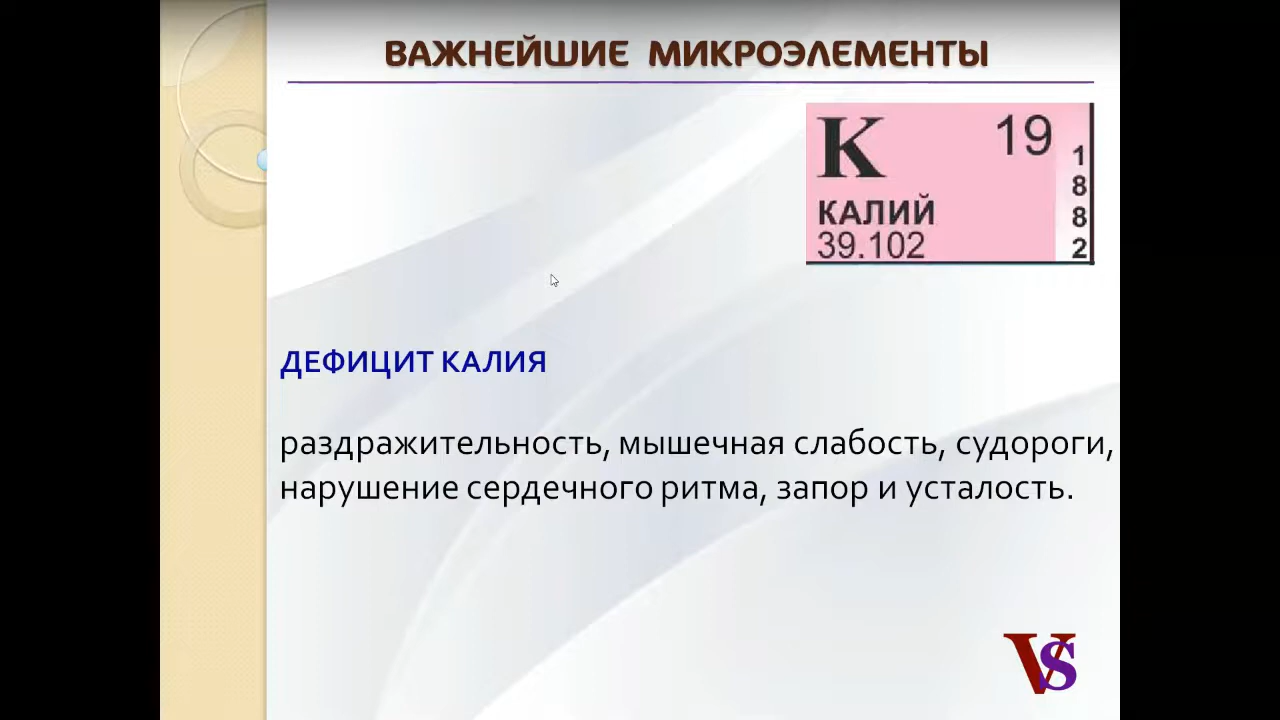 ВАЖНЕЙШИЕ МИКРОЭЛЕМЕНТЫ
К 19
КАЛИЙ
39.102
1
8
8
2
ДЕФИЦИТ КАЛИЯ
раздражительность, мышечная слабость, судороги,
нарушение сердечного ритма, запор и усталость.
VS